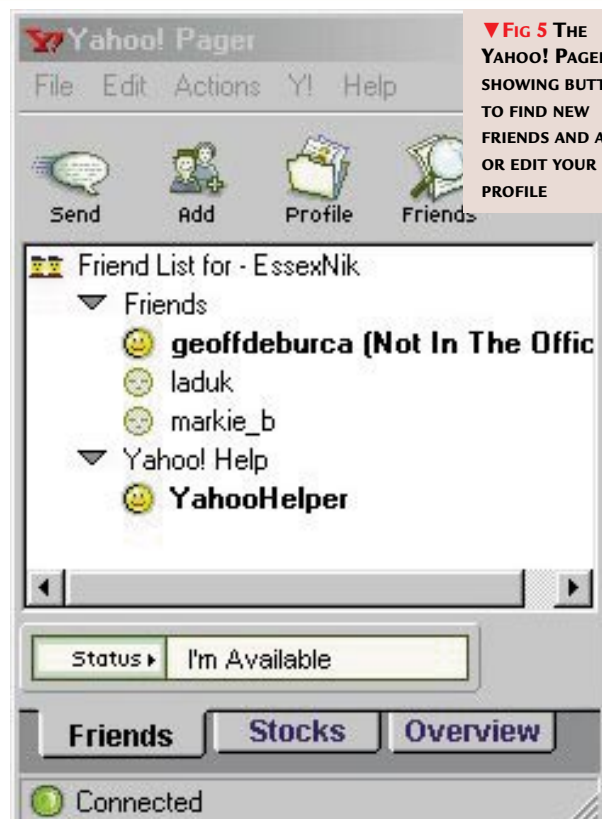 Yahoo! Pager
File Edit Actions Y! Help
▼FIG 5 THE
YAHOO! PAGER
SHOWING BUTT
TO FIND NEW
FRIENDS AND A
OR EDIT YOUR
PROFILE
Send Add Profile Friends
Friend List for - EssexNik
Friends
geoffdeburca (Not In The Offic
laduk
markie_b
Yahoo! Help
YahooHelper
Status I'm Available
Friends Stocks Overview
Connected